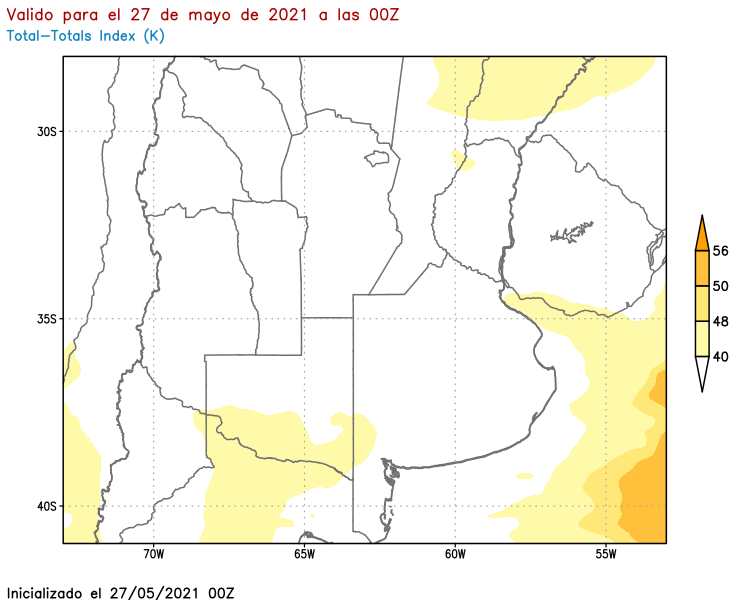 Valido para el 27 de mayo de 2021 a las 00Z
Total-Totals Index (K)
30S
35S
40S
70W
65W
60W
55W
56
50
48
40
Inicializado el 27/05/2021 00Z